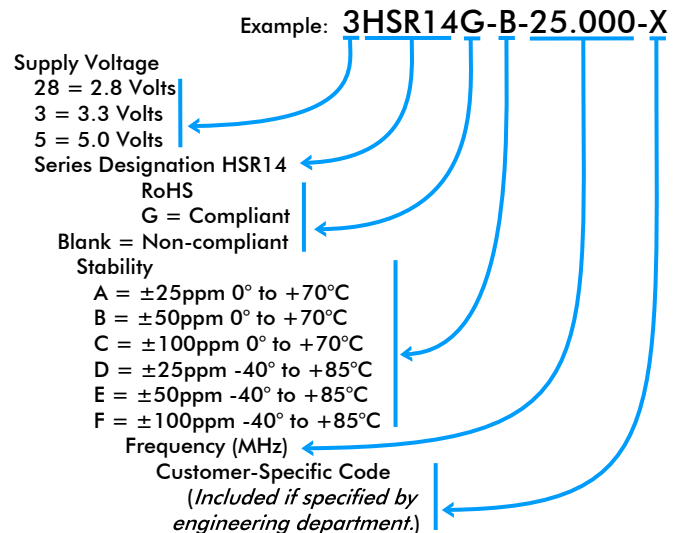 Example: 3HSR14G-B-25.000-X
Supply Voltage
28 = 2.8 Volts
3 = 3.3 Volts
5 = 5.0 Volts
Series Designation HSR14
RoHS
G = Compliant
Blank = Non-compliant
Stability
A = ±25ppm 0° to +70°C
B = ±50ppm 0° to +70°C
C = ±100ppm 0° to +70°C
D = ±25ppm -40° to +85°C
E = ±50ppm -40° to +85°C
F = ±100ppm -40° to +85°C
Frequency (MHz)
Customer-Specific Code
(Included if specified by
engineering department.)